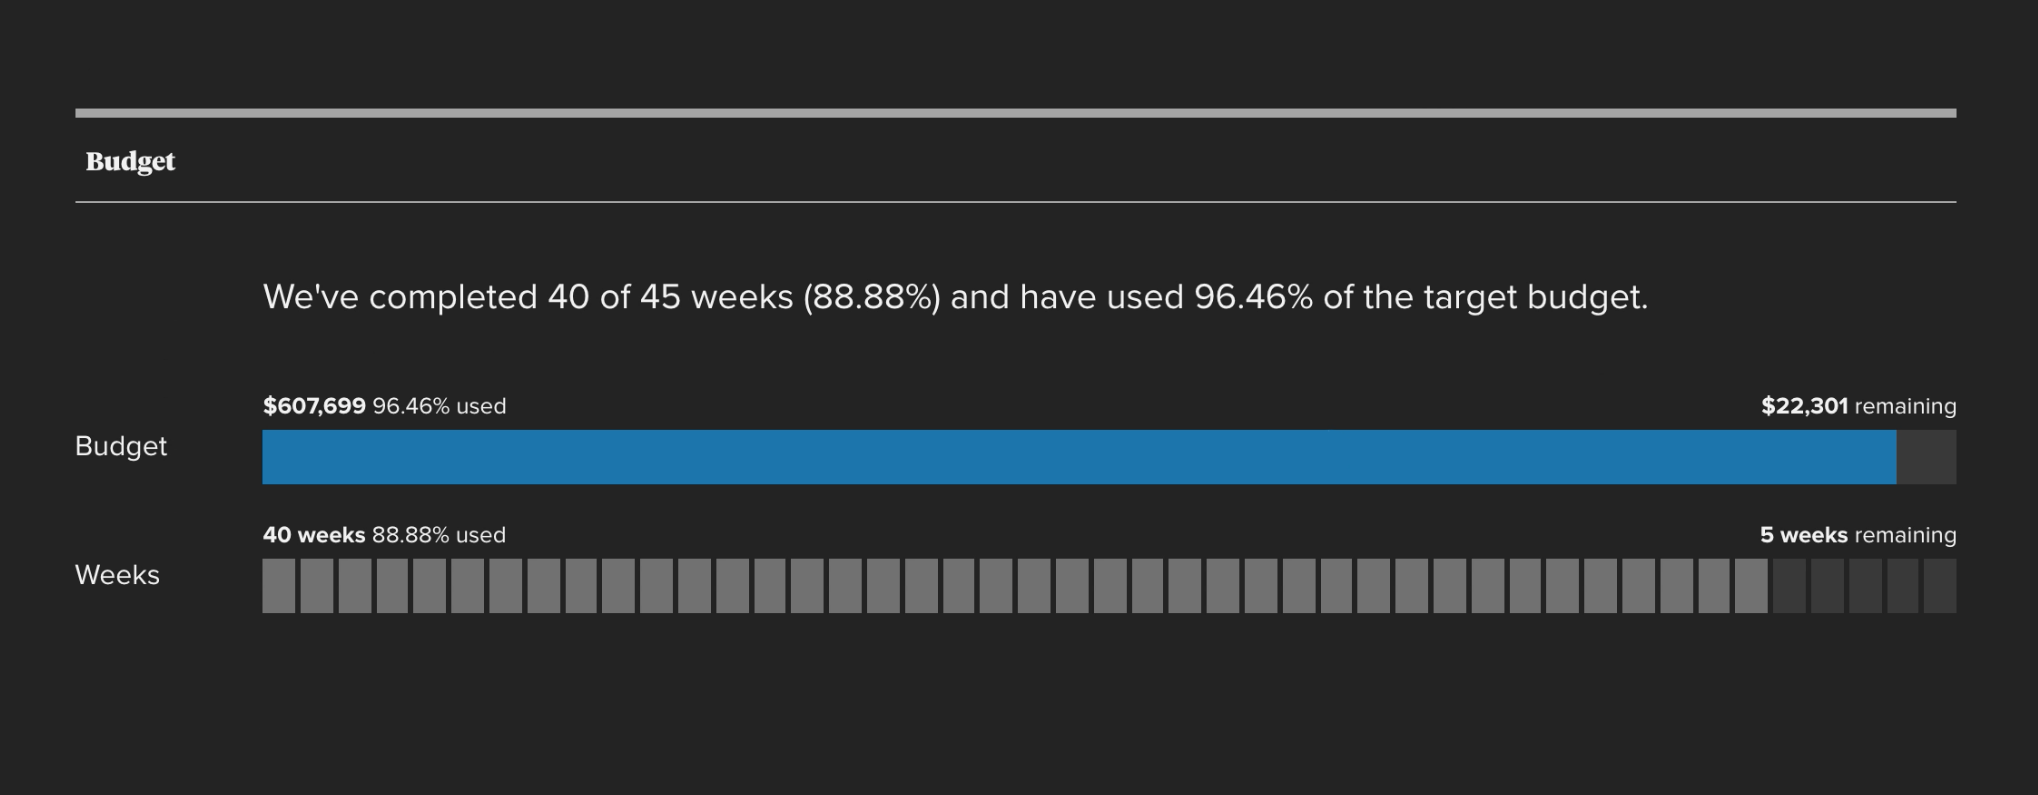 Budget
We've completed 40 of 45 weeks (88.88%) and have used 96.46% of the target budget.
$607,699 96.46% used
$22,301 remaining
Budget
40 weeks 88.88% used
5 weeks remaining
Weeks